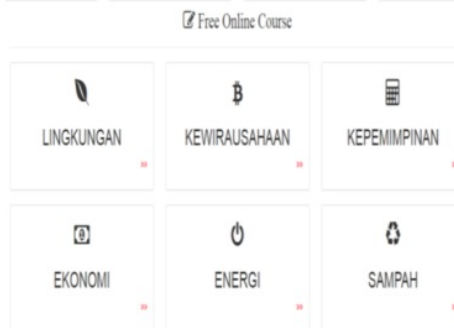 Free Online Course
LINGKUNGAN
KEWIRAUSAHAAN
KEPEMIMPINAN
»
»
»
EKONOMI
ENERGI
SAMPAH
»
»
»